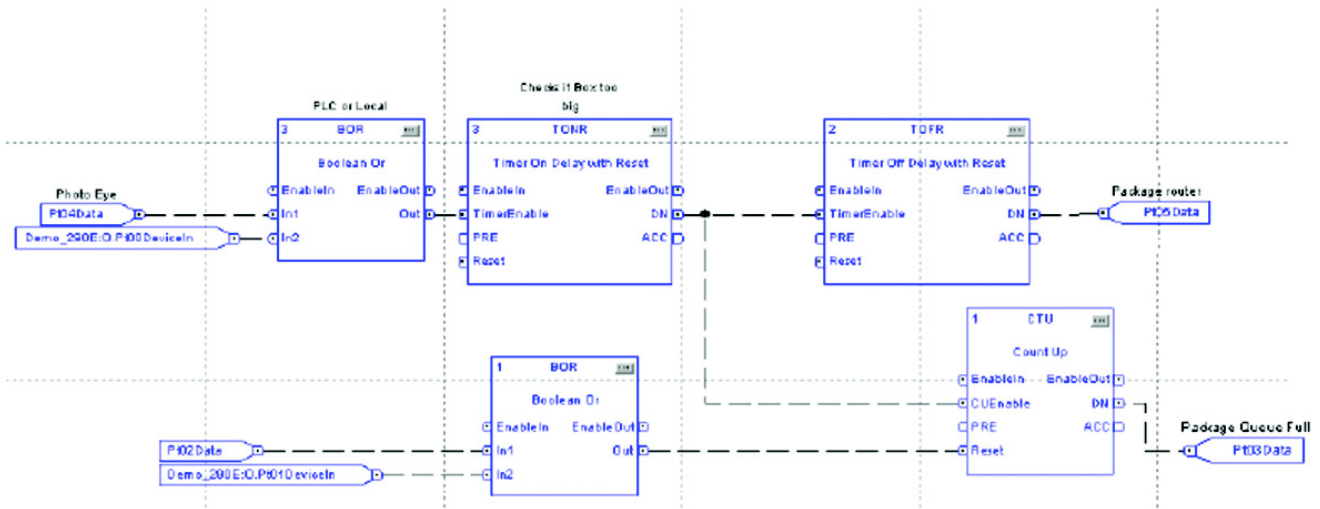 Checks if Box too
big
PLC or Local
3 BOR
Boolean Or
EnableIn EnableOut
In1 Out
In2
3 TONR
Timer On Delay with Reset
EnableIn EnableOut
TimerEnable DN
PRE ACC
Reset
2 TOFR
Timer Off Delay with Reset
EnableIn EnableOut
TimerEnable DN
PRE ACC
Reset
Photo Eye
Pt04Data
Demo_290E:O.Pt00DeviceIn
Package router
Pt05Data
1 BOR
Boolean Or
EnableIn EnableOut
In1 Out
In2
1 CTU
Count Up
EnableIn EnableOut
CUEnable DN
PRE ACC
Reset
Pt02Data
Demo_290E:O.Pt01DeviceIn
Package Queue Full
Pt03Data